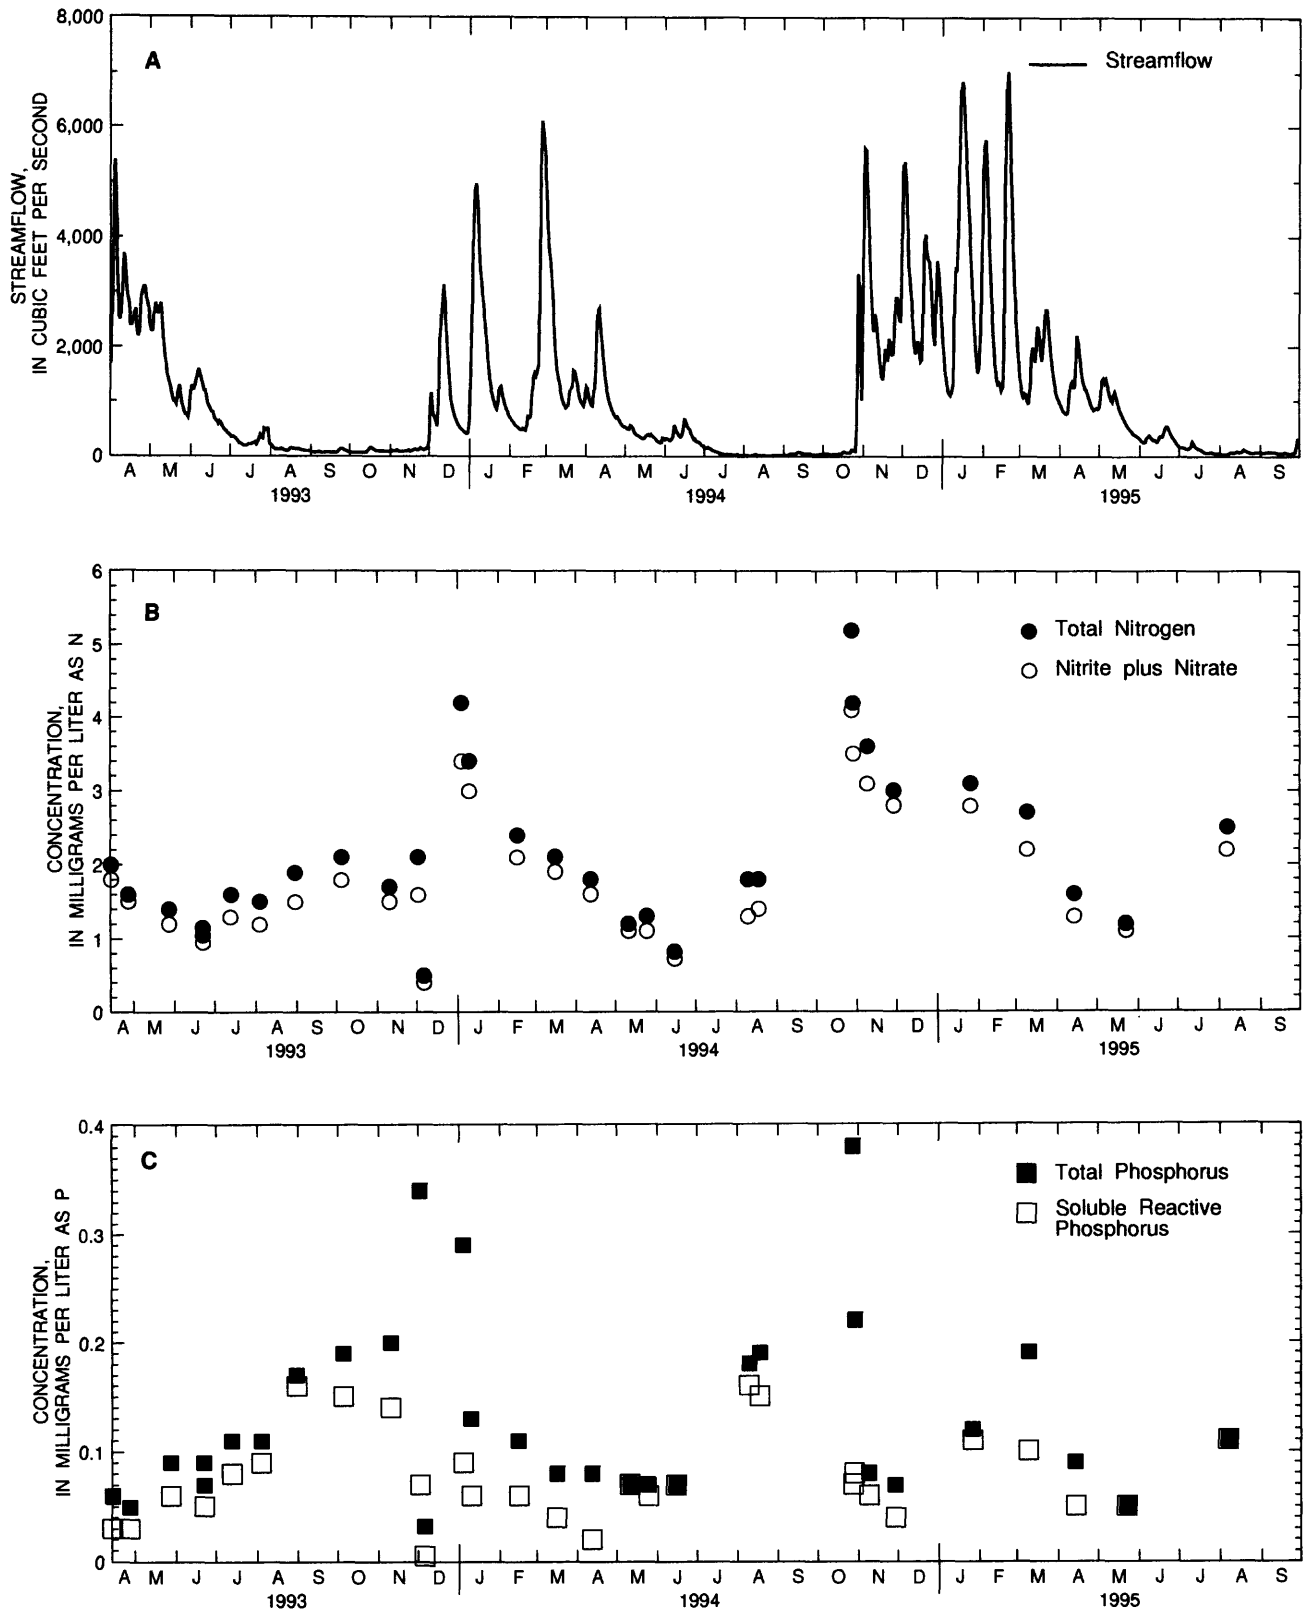 A
Streamflow
STREAMFLOW,
IN CUBIC FEET PER SECOND
8,000
6,000
4,000
2,000
0
A M J J A S O N D J F M A M J J A S O N D J F M A M J J A S
1993 1994 1995
B
Total Nitrogen
Nitrite plus Nitrate
CONCENTRATION,
IN MILLIGRAMS PER LITER AS N
6
5
4
3
2
1
0
A M J J A S O N D J F M A M J J A S O N D J F M A M J J A S
1993 1994 1995
C
Total Phosphorus
Soluble Reactive
Phosphorus
CONCENTRATION,
IN MILLIGRAMS PER LITER AS P
0.4
0.3
0.2
0.1
0
A M J J A S O N D J F M A M J J A S O N D J F M A M J J A S
1993 1994 1995